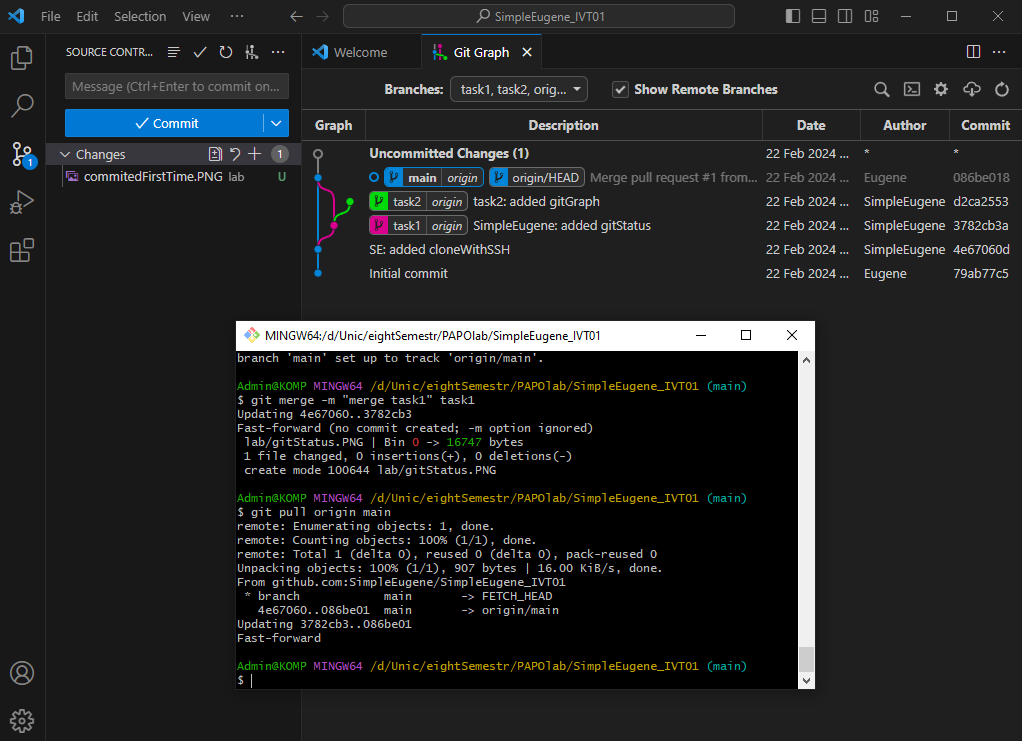 File Edit Selection View ··· SimpleEugene_IVT01
SOURCE CONTR... ···
Welcome Git Graph
Message (Ctrl+Enter to commit on...
Commit
Changes 1
commitedFirstTime.PNG lab U
1
Branches: task1, task2, orig... Show Remote Branches
Graph Description Date Author Commit
Uncommitted Changes (1) 22 Feb 2024 ... * *
main origin origin/HEAD Merge pull request #1 from... 22 Feb 2024 ... Eugene 086be018
task2 origin task2: added gitGraph 22 Feb 2024 ... SimpleEugene d2ca2553
task1 origin SimpleEugene: added gitStatus 22 Feb 2024 ... SimpleEugene 3782cb3a
SE: added cloneWithSSH 22 Feb 2024 ... SimpleEugene 4e67060d
Initial commit 22 Feb 2024 ... Eugene 79ab77c5
MINGW64:/d/Unic/eightSemestr/PAPOlab/SimpleEugene_IVT01
branch 'main' set up to track 'origin/main'.
Admin@KOMP MINGW64 /d/Unic/eightSemestr/PAPOlab/SimpleEugene_IVT01 (main)
$ git merge -m "merge task1" task1
Updating 4e67060..3782cb3
Fast-forward (no commit created; -m option ignored)
lab/gitStatus.PNG | Bin 0 -> 16747 bytes
1 file changed, 0 insertions(+), 0 deletions(-)
create mode 100644 lab/gitStatus.PNG
Admin@KOMP MINGW64 /d/Unic/eightSemestr/PAPOlab/SimpleEugene_IVT01 (main)
$ git pull origin main
remote: Enumerating objects: 1, done.
remote: Counting objects: 100% (1/1), done.
remote: Total 1 (delta 0), reused 0 (delta 0), pack-reused 0
Unpacking objects: 100% (1/1), 907 bytes | 16.00 KiB/s, done.
From github.com:SimpleEugene/SimpleEugene_IVT01
* branch main -> FETCH_HEAD
4e67060..086be01 main -> origin/main
Updating 3782cb3..086be01
Fast-forward
Admin@KOMP MINGW64 /d/Unic/eightSemestr/PAPOlab/SimpleEugene_IVT01 (main)
$